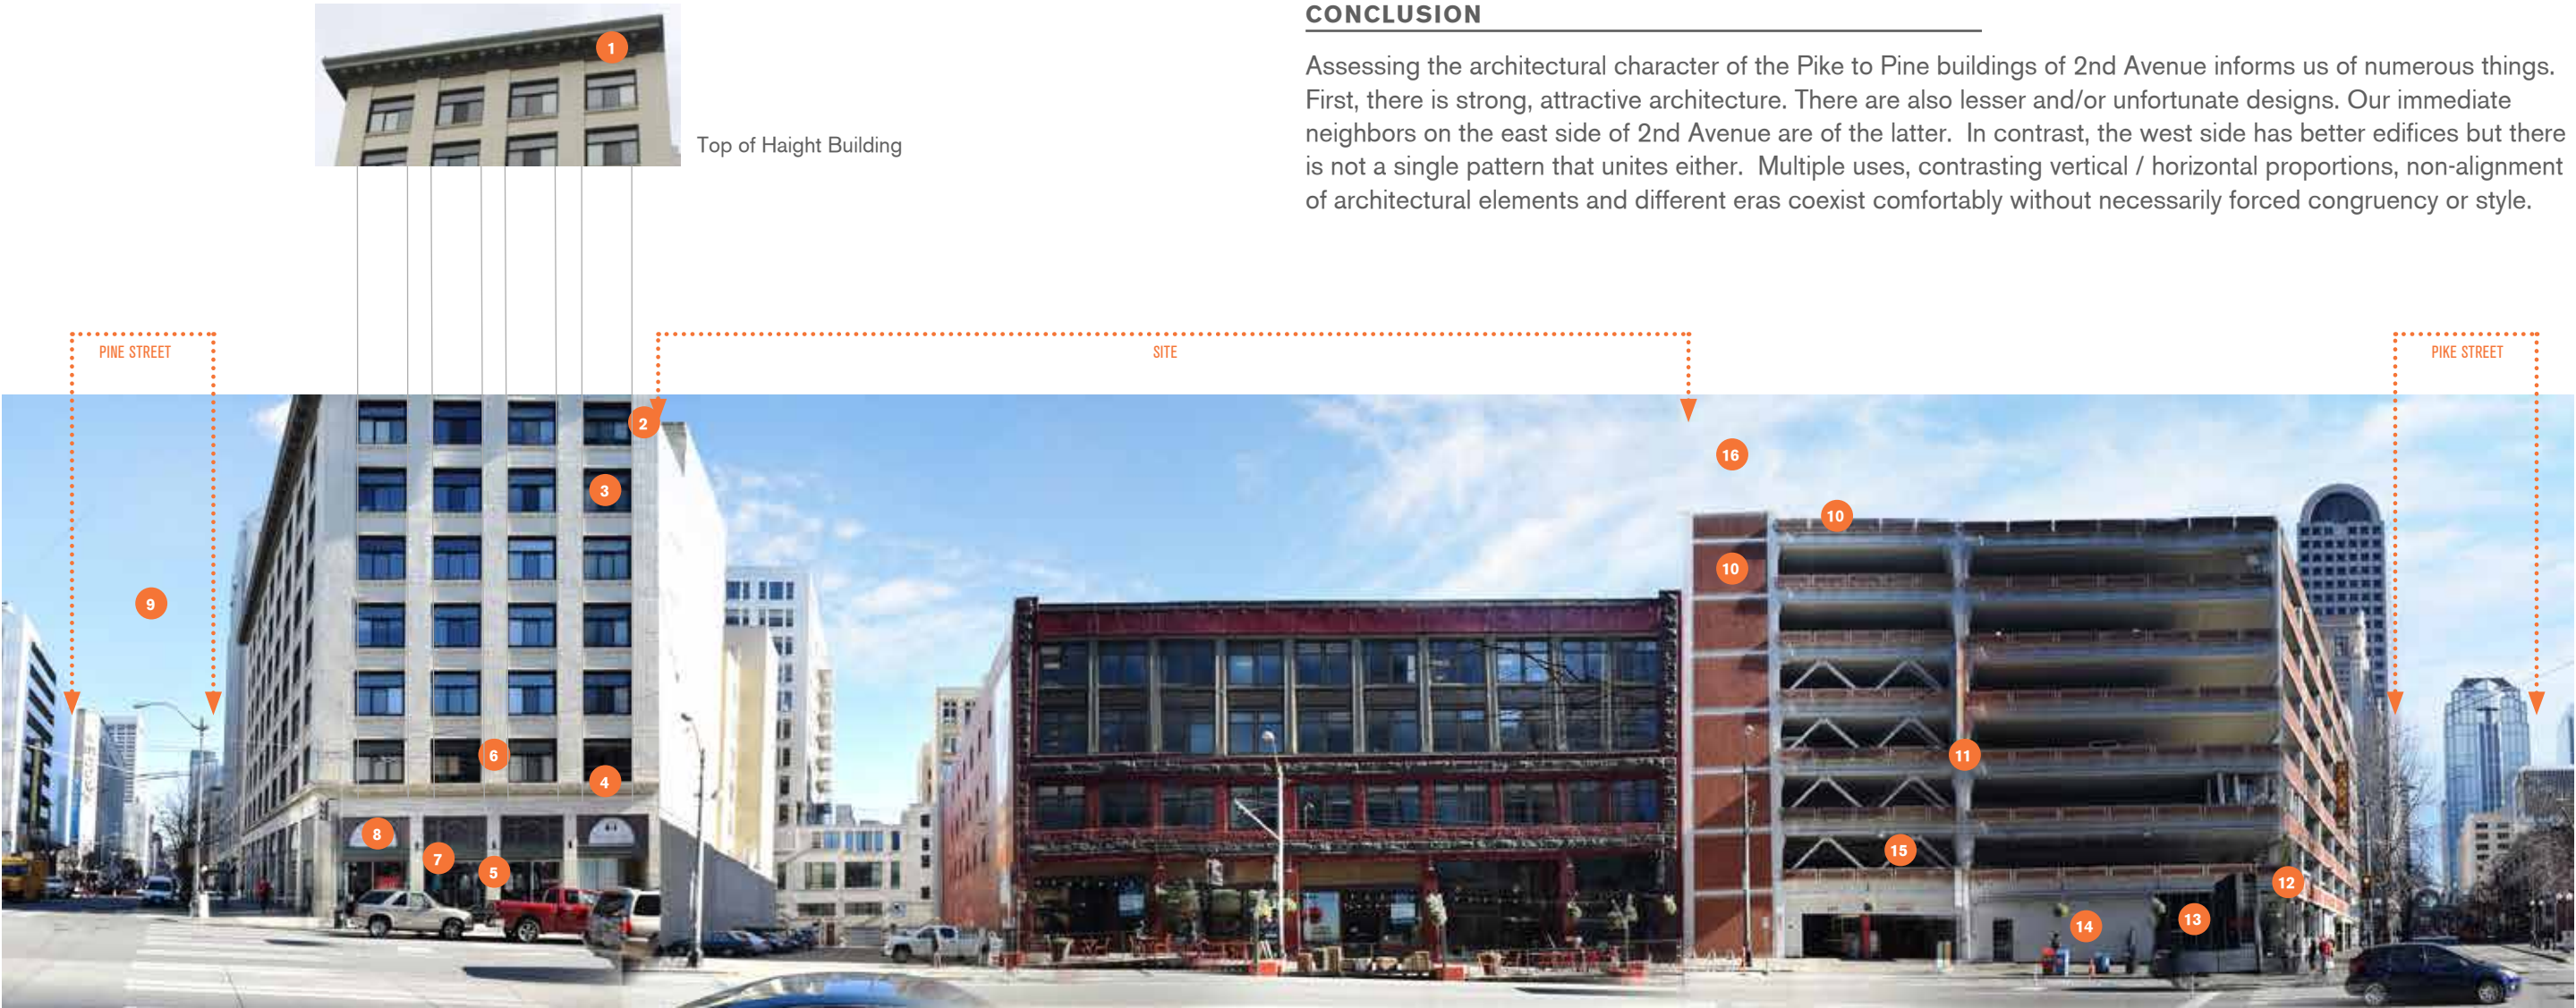 CONCLUSION
Assessing the architectural character of the Pike to Pine buildings of 2nd Avenue informs us of numerous things.
First, there is strong, attractive architecture. There are also lesser and/or unfortunate designs. Our immediate
neighbors on the east side of 2nd Avenue are of the latter.  In contrast, the west side has better edifices but there
is not a single pattern that unites either.  Multiple uses, contrasting vertical / horizontal proportions, non-alignment
of architectural elements and different eras coexist comfortably without necessarily forced congruency or style.
1
Top of Haight Building
PINE STREET
SITE
PIKE STREET
2
16
3
10
10
9
6
11
4
8
15
7
5
12
13
14